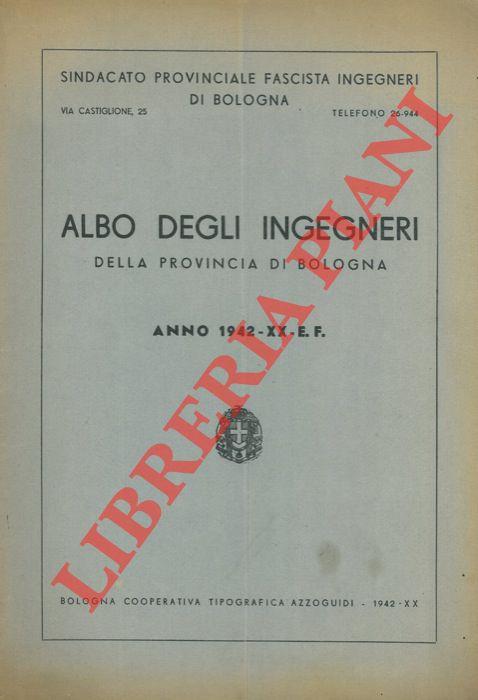 SINDACATO PROVINCIALE FASCISTA INGEGNERI
DI BOLOGNA
VIA CASTIGLIONE, 25 TELEFONO 26-944
ALBO DEGLI INGEGNERI
DELLA PROVINCIA DI BOLOGNA
ANNO 1942-XX-E.F.
LIBRERIA PIANI
BOLOGNA COOPERATIVA TIPOGRAFICA AZZOGUIDI - 1942-XX